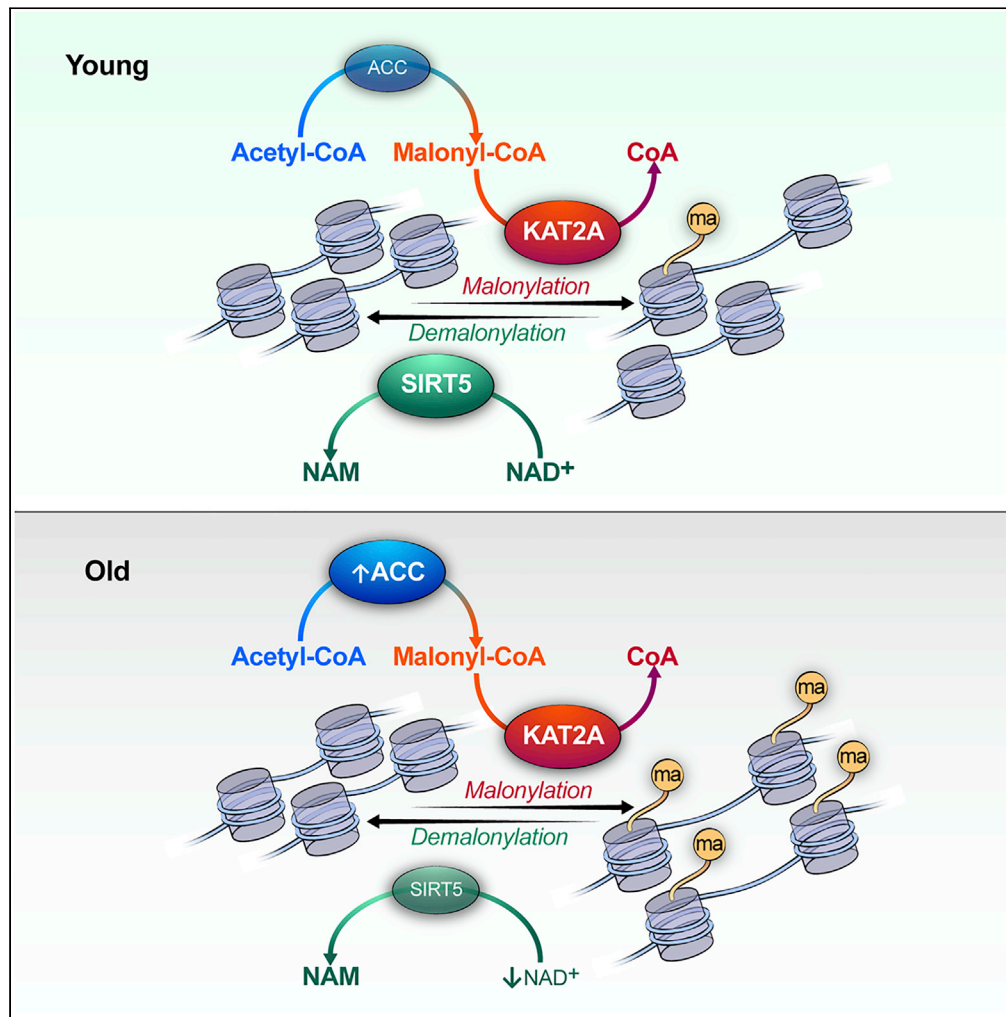 Young
ACC
Acetyl-CoA
Malonyl-CoA
CoA
KAT2A
ma
Malonylation
Demalonylation
SIRT5
NAM
NAD+
Old
↑ACC
Acetyl-CoA
Malonyl-CoA
CoA
ma
KAT2A
ma
ma
Malonylation
Demalonylation
ma
SIRT5
NAM
↓NAD+